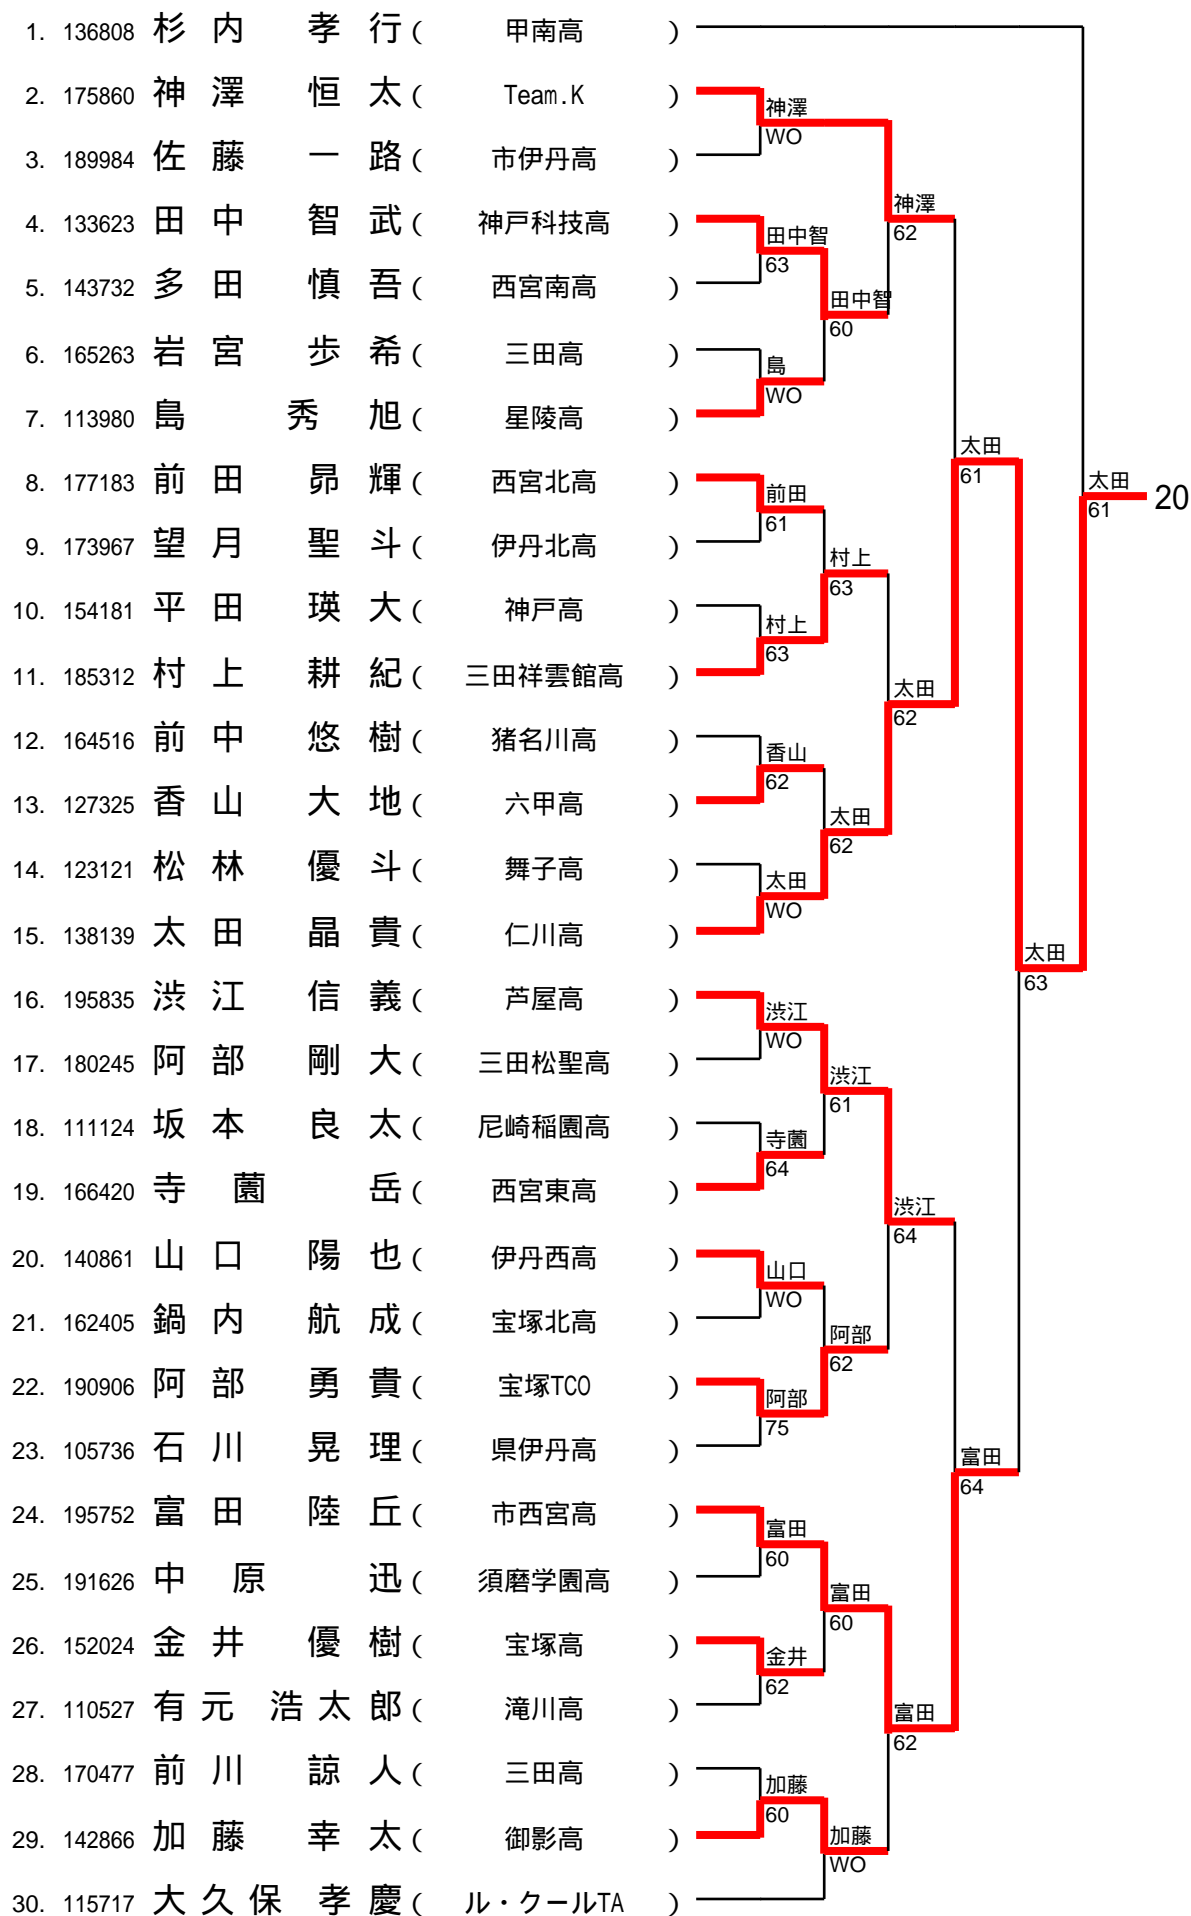 1. 136808 杉内 孝行 ( 甲南高 )
2. 175860 神澤 恒太 ( Team.K )
神澤
WO
3. 189984 佐藤 一路 ( 市伊丹高 )
神澤
62
4. 133623 田中 智武 ( 神戸科技高 )
田中智
63
5. 143732 多田 慎吾 ( 西宮南高 )
田中智
60
6. 165263 岩宮 歩希 ( 三田高 )
島
WO
7. 113980 島 秀旭 ( 星陵高 )
太田
61
8. 177183 前田 昴輝 ( 西宮北高 )
前田
61
太田
61
20
9. 173967 望月 聖斗 ( 伊丹北高 )
村上
63
10. 154181 平田 瑛大 ( 神戸高 )
村上
63
11. 185312 村上 耕紀 ( 三田祥雲館高 )
太田
62
12. 164516 前中 悠樹 ( 猪名川高 )
香山
62
13. 127325 香山 大地 ( 六甲高 )
太田
62
14. 123121 松林 優斗 ( 舞子高 )
太田
WO
15. 138139 太田 晶貴 ( 仁川高 )
太田
63
16. 195835 渋江 信義 ( 芦屋高 )
渋江
WO
17. 180245 阿部 剛大 ( 三田松聖高 )
渋江
61
18. 111124 坂本 良太 ( 尼崎稲園高 )
寺薗
64
19. 166420 寺薗 岳 ( 西宮東高 )
渋江
64
20. 140861 山口 陽也 ( 伊丹西高 )
山口
WO
21. 162405 鍋内 航成 ( 宝塚北高 )
阿部
62
22. 190906 阿部 勇貴 ( 宝塚TCO )
阿部
75
23. 105736 石川 晃理 ( 県伊丹高 )
富田
64
24. 195752 富田 陸丘 ( 市西宮高 )
富田
60
25. 191626 中原 迅 ( 須磨学園高 )
富田
60
26. 152024 金井 優樹 ( 宝塚高 )
金井
62
27. 110527 有元 浩太郎 ( 滝川高 )
富田
62
28. 170477 前川 諒人 ( 三田高 )
加藤
60
29. 142866 加藤 幸太 ( 御影高 )
加藤
WO
30. 115717 大久保 孝慶 ( ル・クールTA )